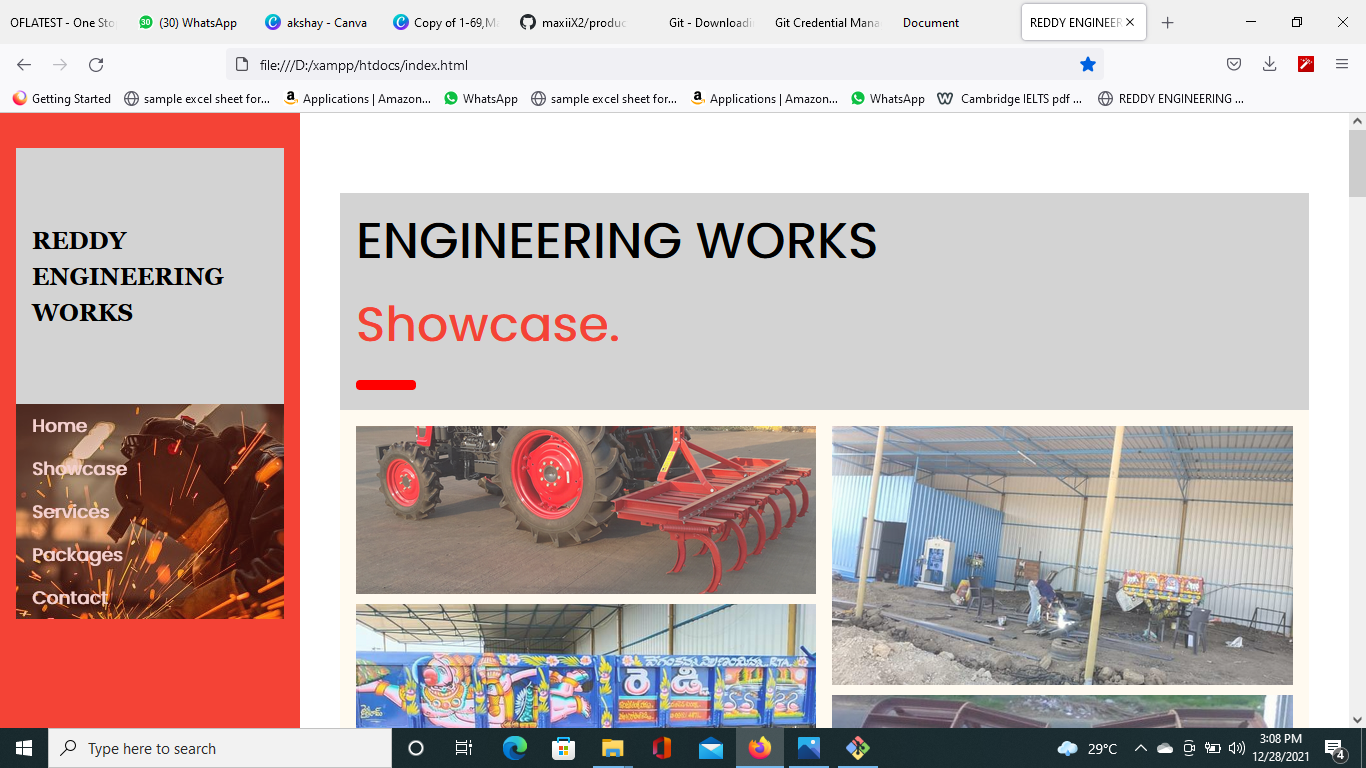 OFLATEST - One Sto
(30) WhatsApp
akshay - Canva
Copy of 1-69,M
maxiiX2/produc
Git - Downloadi
Git Credential Mana
Document
REDDY ENGINEER
file:///D:/xampp/htdocs/index.html
Getting Started
sample excel sheet for...
Applications | Amazon...
WhatsApp
sample excel sheet for...
Applications | Amazon...
WhatsApp
Cambridge IELTS pdf ...
REDDY ENGINEERING ...
REDDY
ENGINEERING
WORKS
Home
Showcase
Services
Packages
Contact
ENGINEERING WORKS
Showcase.
రెడ్డి
R.T.A.
Type here to search
29°C
3:08 PM
12/28/2021
4